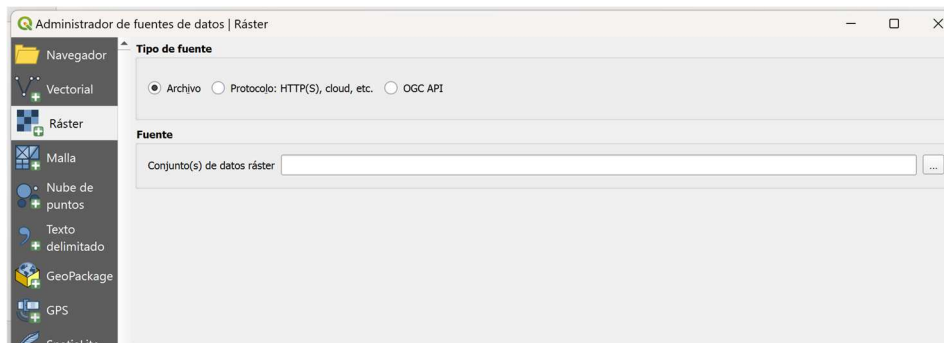 Administrador de fuentes de datos | Ráster
Navegador
Vectorial
Ráster
Malla
Nube de
puntos
Texto
delimitado
GeoPackage
GPS
Tipo de fuente
Archivo Protocolo: HTTP(S), cloud, etc. OGC API
Fuente
Conjunto(s) de datos ráster ...